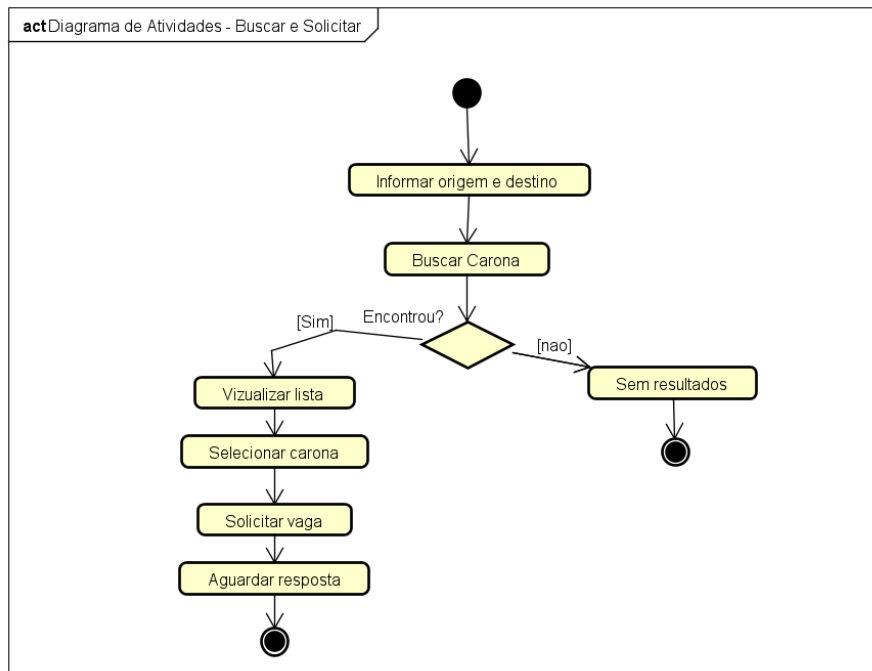 act Diagrama de Atividades - Buscar e Solicitar
Informar origem e destino
Buscar Carona
Encontrou?
[Sim]
[nao]
Vizualizar lista
Sem resultados
Selecionar carona
Solicitar vaga
Aguardar resposta